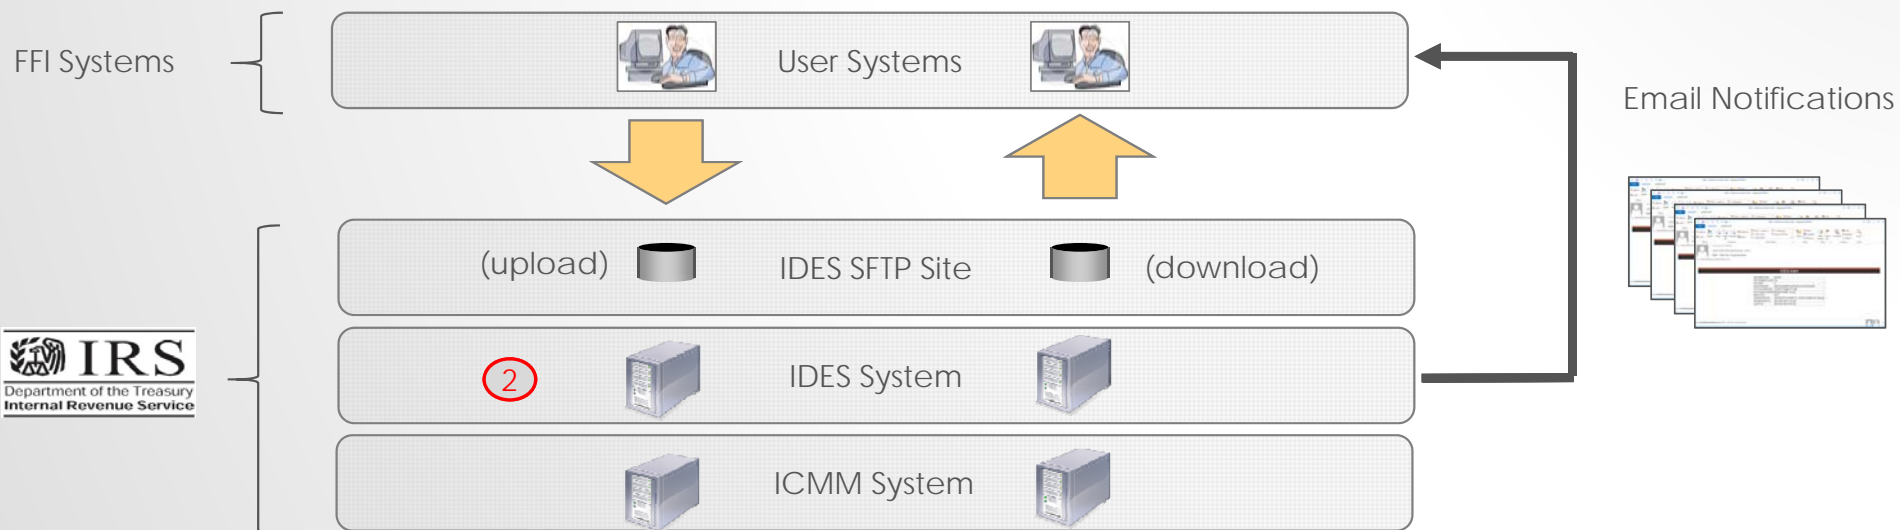 FFI Systems
User Systems
Email Notifications
(upload)
IDES SFTP Site
(download)
IRS
Department of the Treasury
Internal Revenue Service
2
IDES System
ICMM System